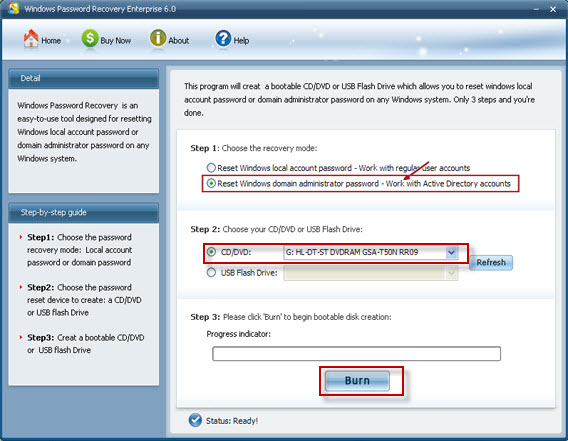 Windows Password Recovery Enterprise 6.0
Home
Buy Now
About
Help
Detail
Windows Password Recovery is an
easy-to-use tool designed for resetting
Windows local account password or
domain administrator password on any
Windows system.
Step-by-step guide
Step1: Choose the password
recovery mode: Local account
password or domain password
Step2: Choose the password
reset device to create: a CD/DVD
or USB flash Drive
Step3: Creat a bootable CD/DVD
or USB flash Drive
This program will creat a bootable CD/DVD or USB Flash Drive which allows you to reset windows local
account password or domain administrator password on any Windows system. Only 3 steps and you're
done.
Step 1: Choose the recovery mode:
Reset Windows local account password - Work with regular user accounts
Reset Windows domain administrator password - Work with Active Directory accounts
Step 2: Choose your CD/DVD or USB Flash Drive:
CD/DVD: G: HL-DT-ST DVDRAM GSA-T50N RR09
Refresh
USB Flash Drive:
Step 3: Please click 'Burn' to begin bootable disk creation:
Progress indicator:
Burn
Status: Ready!